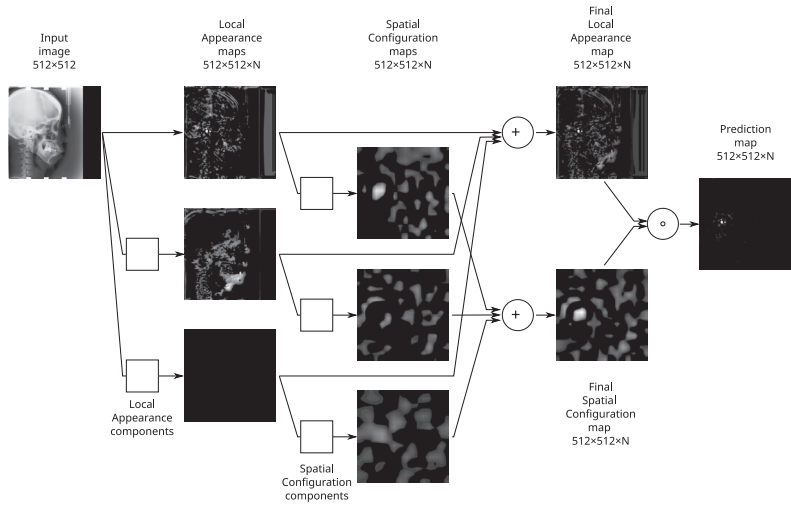 Input
image
512×512
Local
Appearance
maps
512×512×N
Spatial
Configuration
maps
512×512×N
Final
Local
Appearance
map
512×512×N
Prediction
map
512×512×N
+
+
Local
Appearance
components
Spatial
Configuration
components
Final
Spatial
Configuration
map
512×512×N